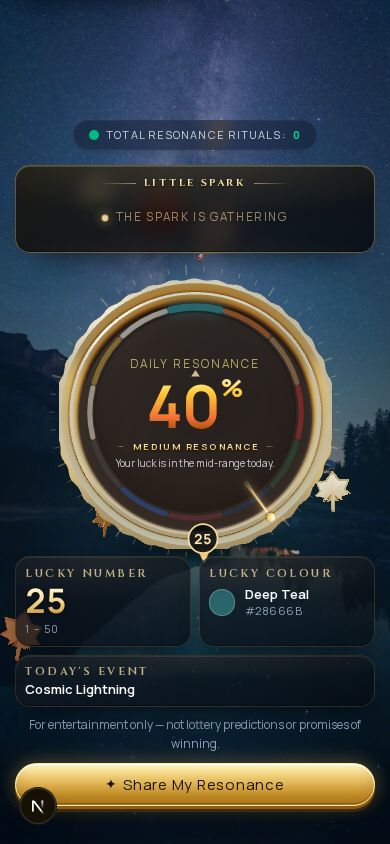 TOTAL RESONANCE RITUALS: 0
LITTLE SPARK
THE SPARK IS GATHERING
DAILY RESONANCE
40%
MEDIUM RESONANCE
Your luck is in the mid-range today.
25
LUCKY NUMBER
25
1 – 50
LUCKY COLOUR
Deep Teal
#28666B
TODAY'S EVENT
Cosmic Lightning
For entertainment only — not lottery predictions or promises of
winning.
✦ Share My Resonance
N